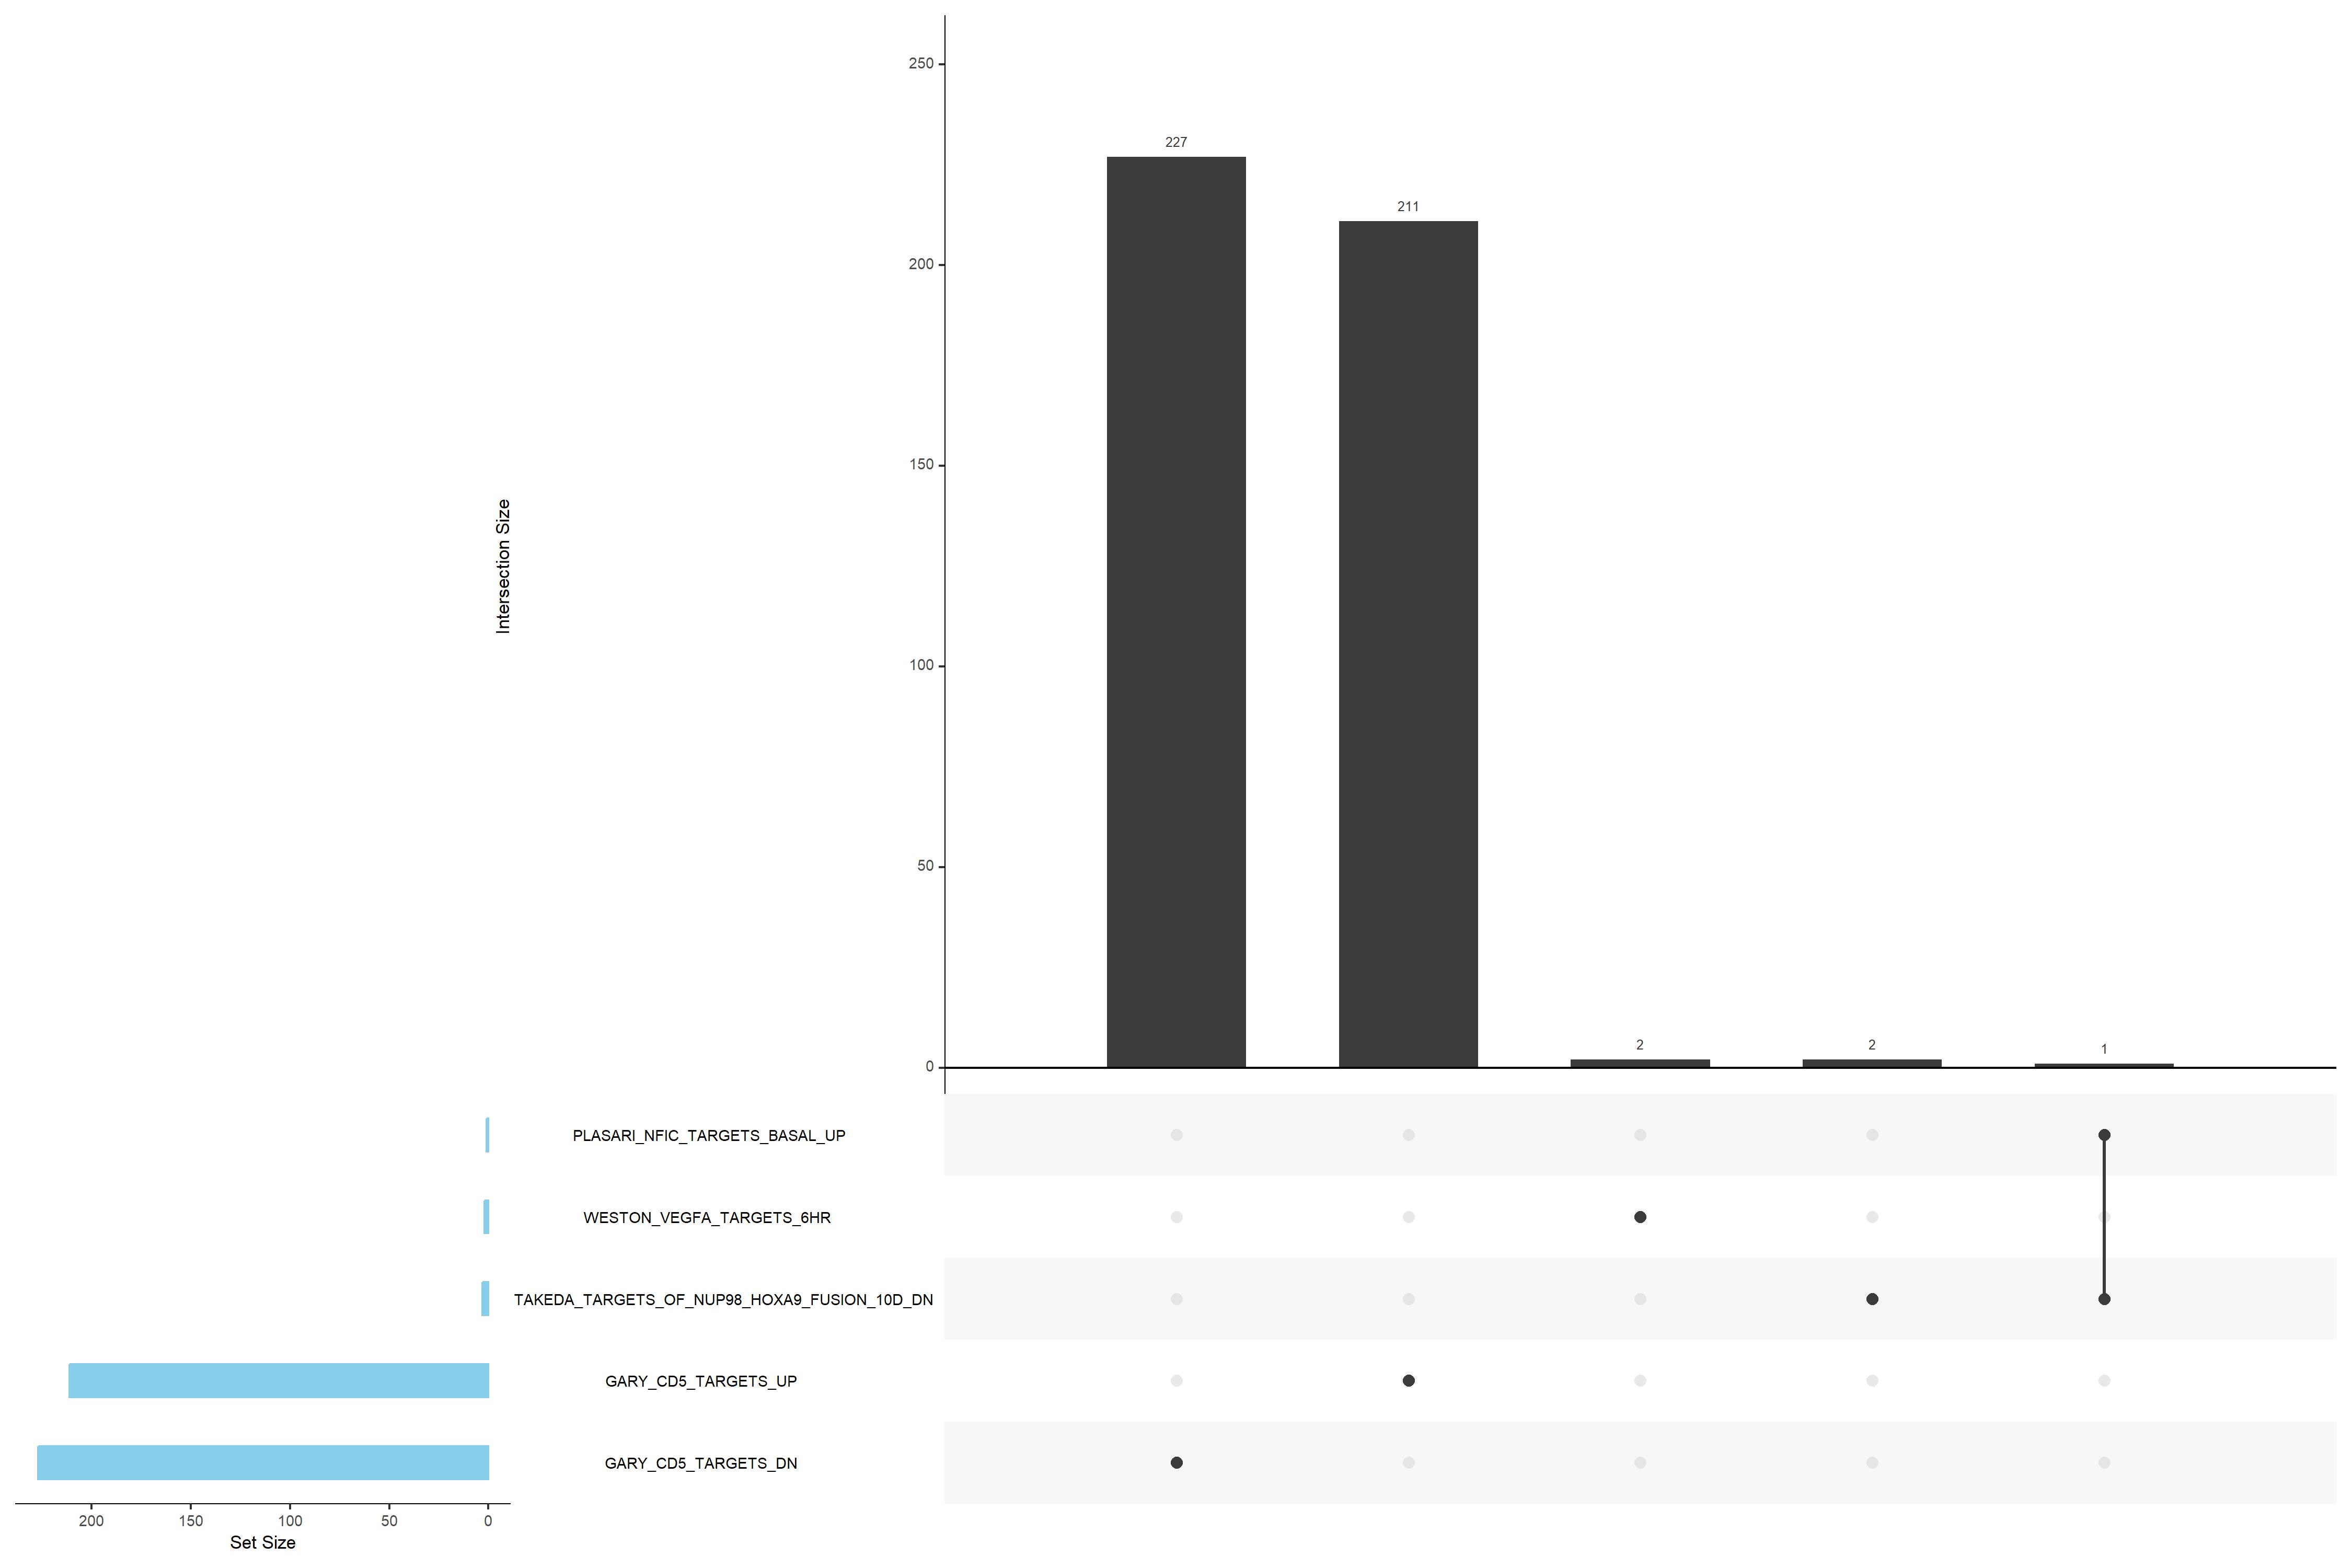 250
227
211
200
150
Intersection Size
100
50
2
2
1
0
PLASARI_NFIC_TARGETS_BASAL_UP
WESTON_VEGFA_TARGETS_6HR
TAKEDA_TARGETS_OF_NUP98_HOXA9_FUSION_10D_DN
GARY_CD5_TARGETS_UP
GARY_CD5_TARGETS_DN
200 150 100 50 0
Set Size